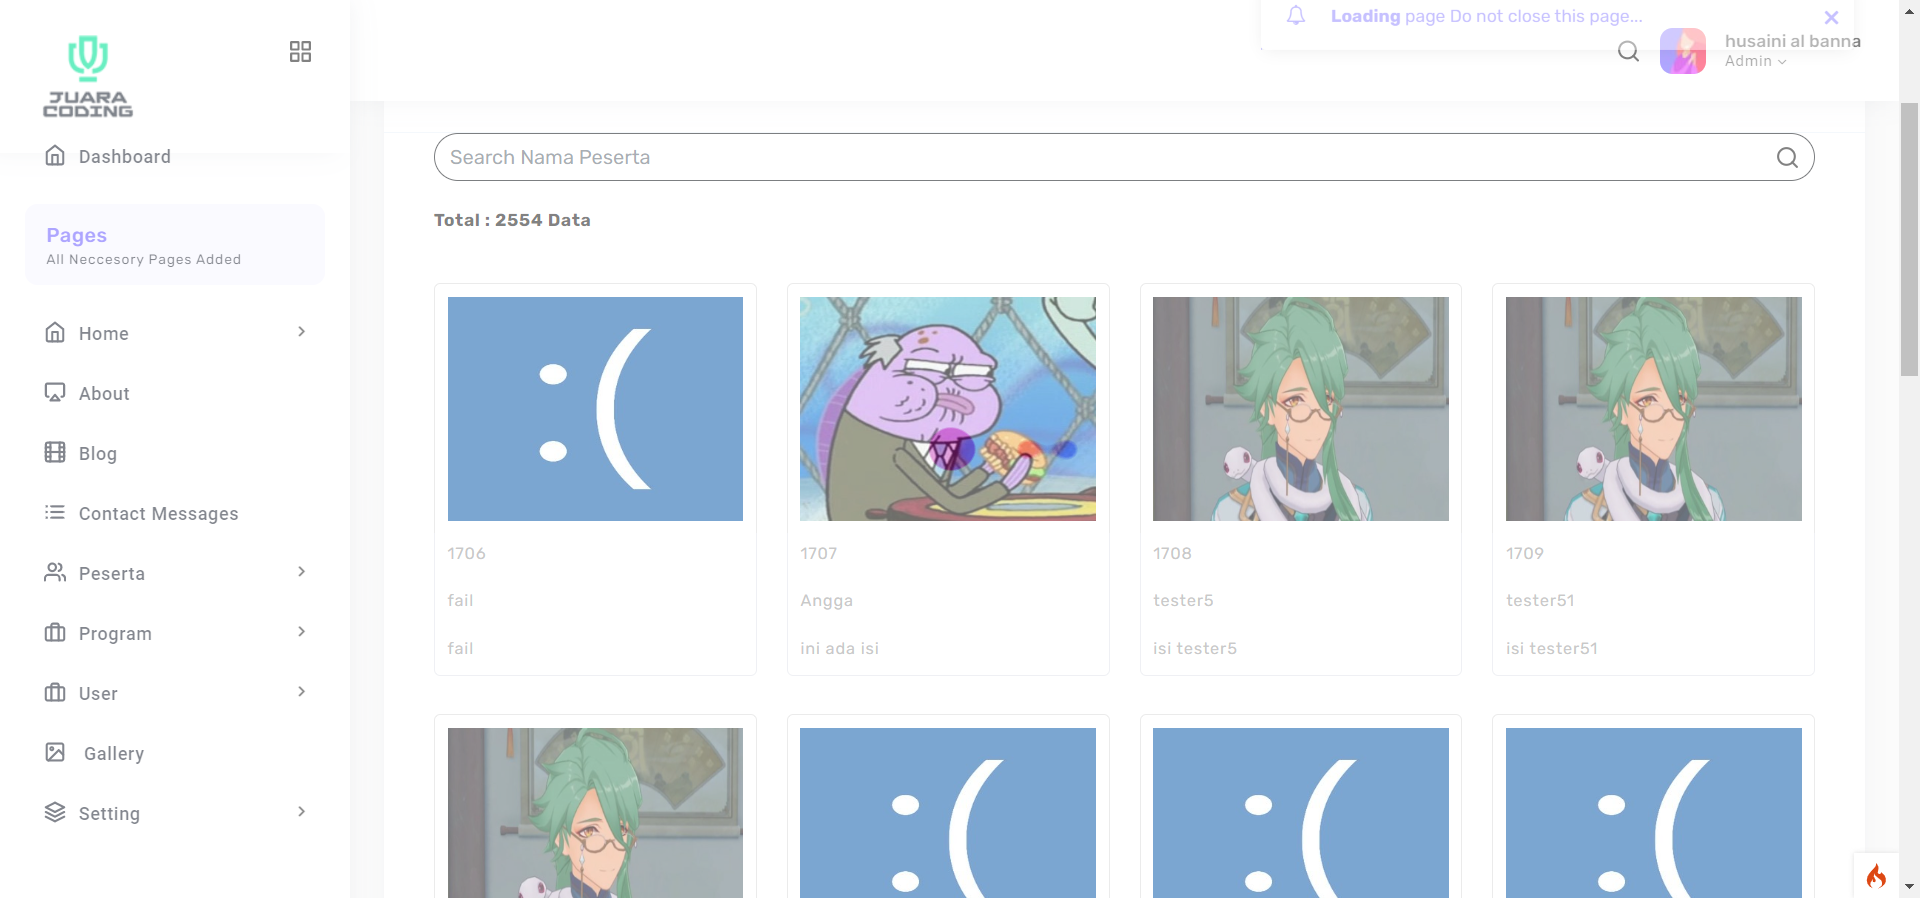 Loading page Do not close this page...
husaini al banna
Admin
JUARA
CODING
Dashboard
Pages
All Neccesory Pages Added
Home
About
Blog
Contact Messages
Peserta
Program
User
Gallery
Setting
Search Nama Peserta
Total : 2554 Data
:(
1706
fail
fail
1707
Angga
ini ada isi
1708
tester5
isi tester5
1709
tester51
isi tester51
:(
:(
:(